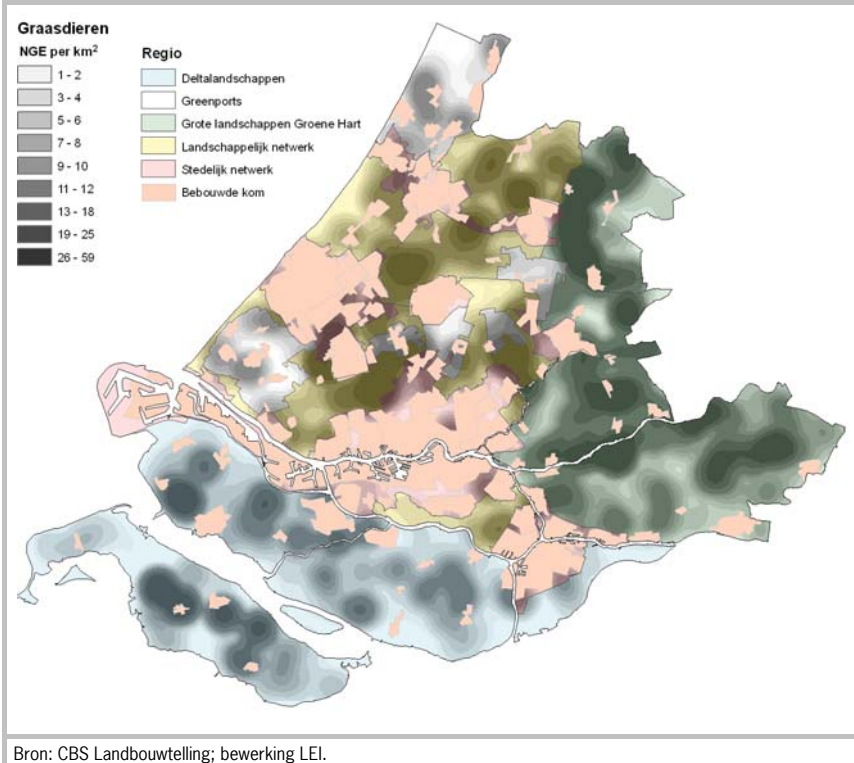 Graasdieren
NGE per km²
1 - 2
3 - 4
5 - 6
7 - 8
9 - 10
11 - 12
13 - 18
19 - 25
26 - 59
Regio
Deltalandschappen
Greenports
Grote landschappen Groene Hart
Landschappelijk netwerk
Stedelijk netwerk
Bebouwde kom
Bron: CBS Landbouwtelling; bewerking LEI.